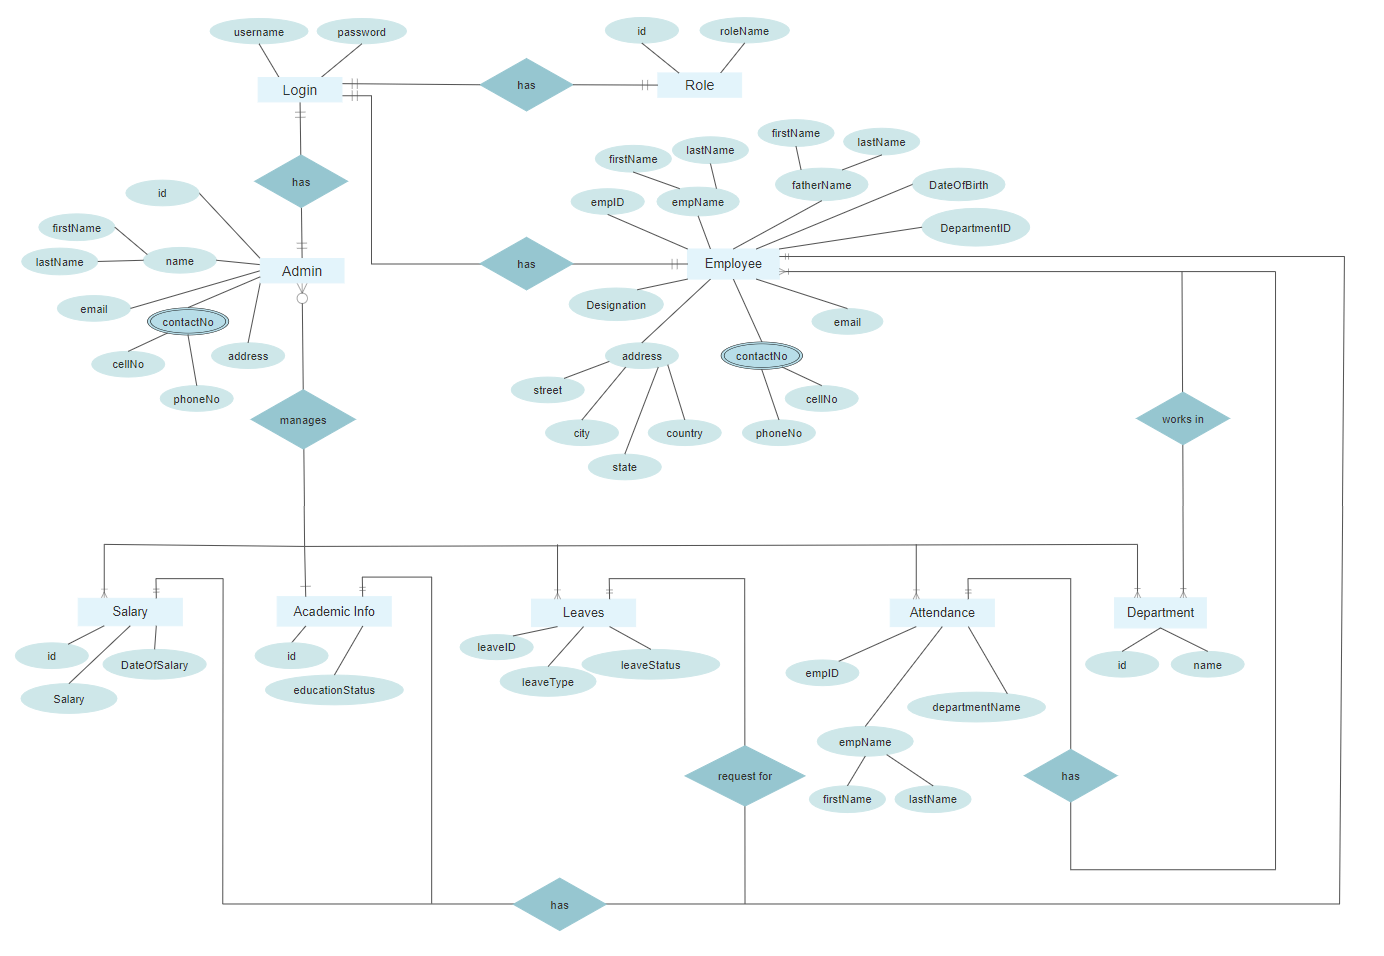 username
password
id
roleName
Login
has
Role
firstName
lastName
firstName
lastName
has
id
empID
empName
fatherName
DateOfBirth
DepartmentID
firstName
lastName
name
Admin
has
Employee
email
contactNo
cellNo
address
phoneNo
Designation
email
address
contactNo
street
cellNo
city
country
phoneNo
state
manages
works in
Salary
Academic Info
Leaves
Attendance
Department
id
DateOfSalary
Salary
id
educationStatus
leaveID
leaveType
leaveStatus
empID
departmentName
id
name
empName
firstName
lastName
request for
has
has